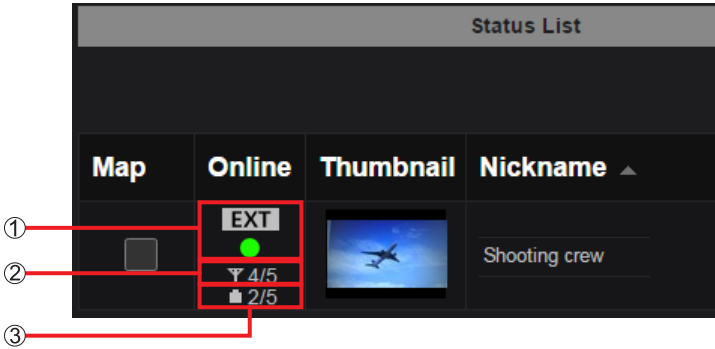 Status List
Map Online Thumbnail Nickname
① EXT
Shooting crew
② 4/5
2/5
③